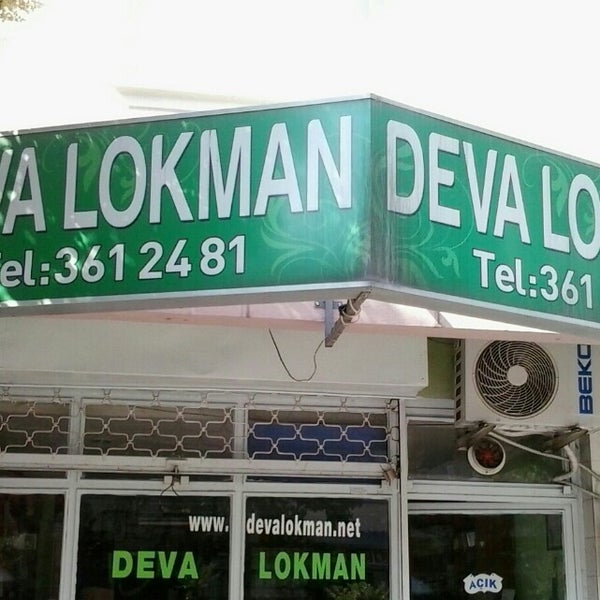 VA LOKMAN
Tel:361 24 81
DEVA LO
Tel:361
BEKO
www.devalokman.net
DEVA LOKMAN
AÇIK